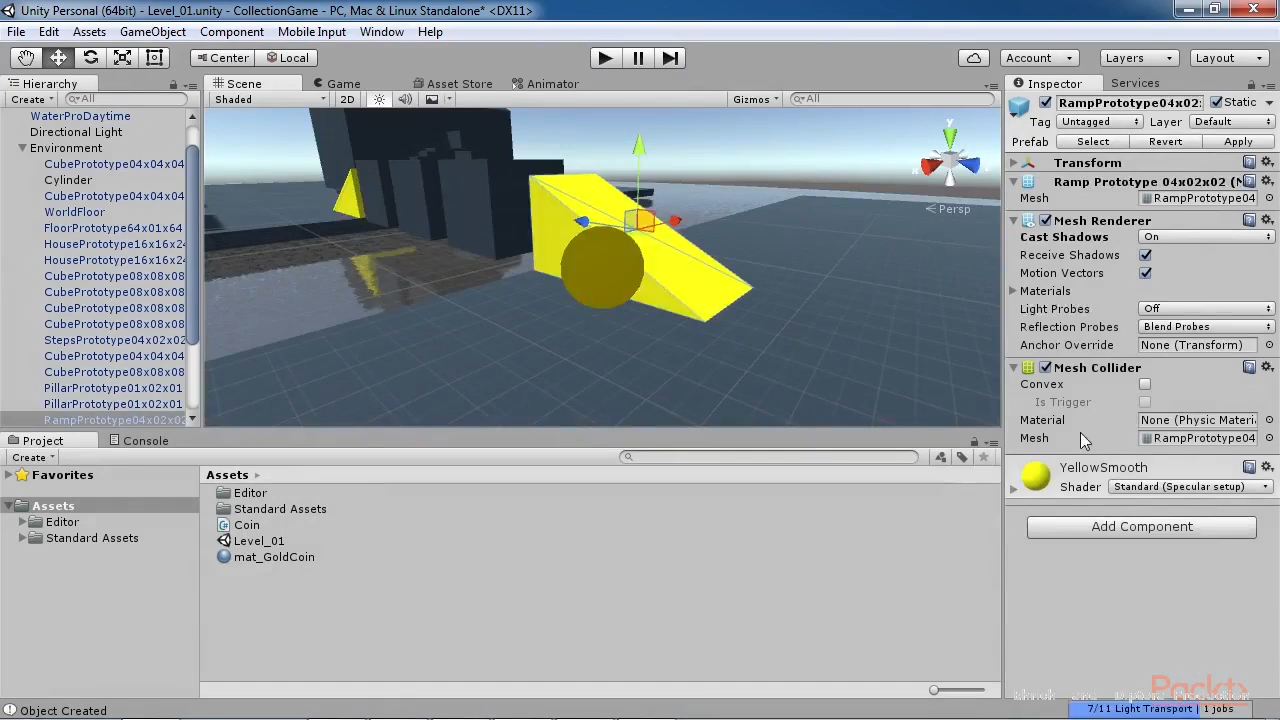 Unity Personal (64bit) - Level_01.unity - CollectionGame - PC, Mac & Linux Standalone* <DX11>
File Edit Assets GameObject Component Mobile Input Window Help
Center Local Account Layers Layout
Hierarchy Scene Game Asset Store Animator Inspector Services
Create All Shaded 2D Gizmos All RampPrototype04x02 Static
WaterProDaytime
Tag Untagged Layer Default
Directional Light
Prefab Select Revert Apply
Environment
CubePrototype04x04x04 Transform
Cylinder Ramp Prototype 04x02x02 (M
CubePrototype04x04x04 Mesh RampPrototype04
WorldFloor Persp
Mesh Renderer
FloorPrototype64x01x64 Cast Shadows On
HousePrototype16x16x24 Receive Shadows
HousePrototype16x16x24 Motion Vectors
CubePrototype08x08x08
CubePrototype08x08x08 Materials
CubePrototype08x08x08 Light Probes Off
CubePrototype08x08x08 Reflection Probes Blend Probes
StepsPrototype04x02x02 Anchor Override None (Transform)
CubePrototype04x04x04
Mesh Collider
CubePrototype08x08x08 Convex
PillarPrototype01x02x01 Is Trigger
PillarPrototype01x02x01
RampPrototype04x02x02 Material None (Physic Materi
Project Console Mesh RampPrototype04
Create
Favorites Assets YellowSmooth
Shader Standard (Specular setup)
Assets Editor
Editor Standard Assets
Standard Assets Coin
Add Component
Level_01
mat_GoldCoin
Packt
Object Created 7/11 Light Transport | 1 jobs